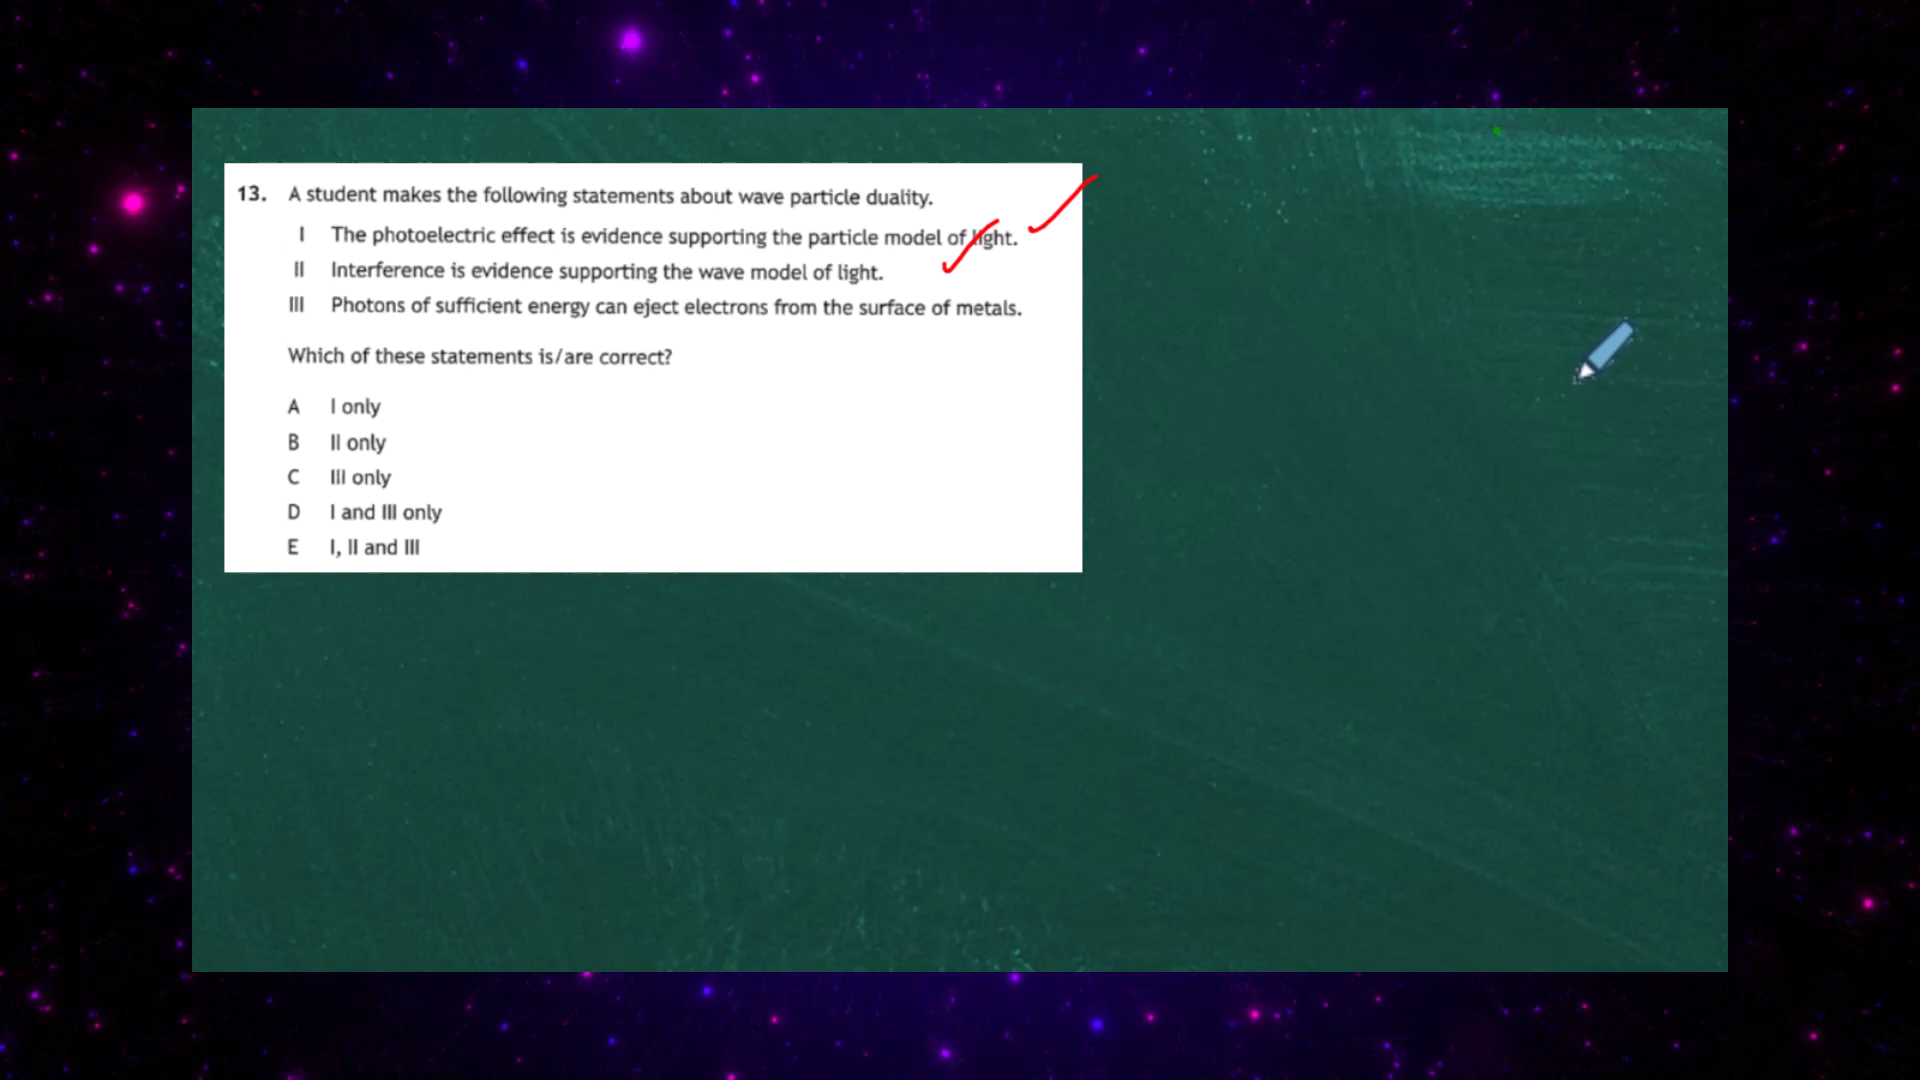 13. A student makes the following statements about wave particle duality.
I The photoelectric effect is evidence supporting the particle model of light.
II Interference is evidence supporting the wave model of light.
III Photons of sufficient energy can eject electrons from the surface of metals.
Which of these statements is/are correct?
A I only
B II only
C III only
D I and III only
E I, II and III